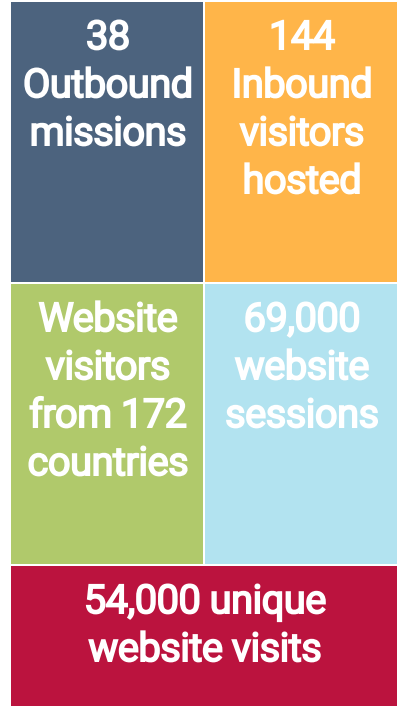 38
Outbound
missions
144
Inbound
visitors
hosted
Website
visitors
from 172
countries
69,000
website
sessions
54,000 unique
website visits